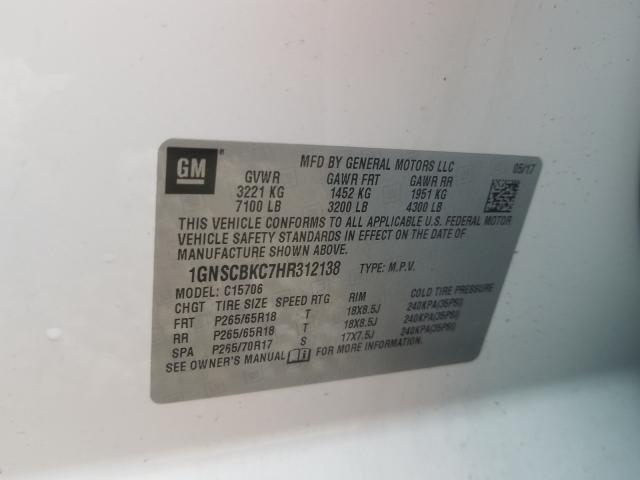 GM
MFD BY GENERAL MOTORS LLC
05/17
GVWR GAWR FRT GAWR RR
3221 KG 1452 KG 1951 KG
7100 LB 3200 LB 4300 LB
THIS VEHICLE CONFORMS TO ALL APPLICABLE U.S. FEDERAL MOTOR
VEHICLE SAFETY STANDARDS IN EFFECT ON THE DATE OF
MANUFACTURE SHOWN ABOVE.
1GNSCBKC7HR312138 TYPE: M.P.V.
MODEL: C15706
CHGT TIRE SIZE SPEED RTG RIM COLD TIRE PRESSURE
FRT P265/65R18 T 18X8.5J 240KPA(35PSI)
RR P265/65R18 T 18X8.5J 240KPA(35PSI)
SPA P265/70R17 S 17X7.5J 240KPA(35PSI)
SEE OWNER'S MANUAL FOR MORE INFORMATION.